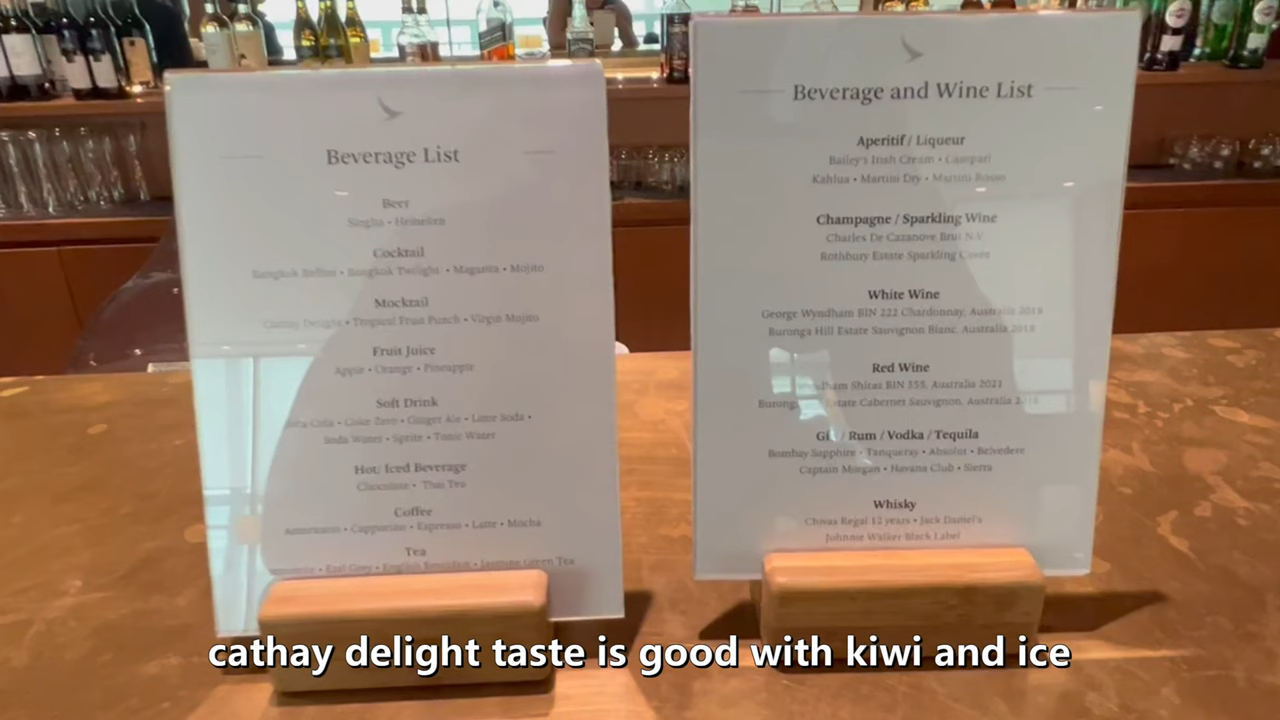 Beverage List
Beer
Singha • Heineken
Cocktail
Bangkok Bellini • Bangkok Twilight • Magarita • Mojito
Mocktail
Cathay Delight • Tropical Fruit Punch • Virgin Mojito
Fruit Juice
Apple • Orange • Pineapple
Soft Drink
Cola • Coke Zero • Ginger Ale • Lime Soda •
Soda Water • Sprite • Tonic Water
Hot/ Iced Beverage
Chocolate • Thai Tea
Coffee
Americano • Cappucino • Espresso • Latte • Mocha
Tea
• Earl Grey • English Breakfast • Jasmine Green Tea
Beverage and Wine List
Aperitif / Liqueur
Bailey's Irish Cream • Campari
Kahlua • Martini Dry • Martini Rosso
Champagne / Sparkling Wine
Charles De Cazanove Brut N.V
Rothbury Estate Sparkling Cuvee
White Wine
George Wyndham BIN 222 Chardonnay, Australia 2018
Buronga Hill Estate Sauvignon Blanc, Australia 2018
Red Wine
Shiraz BIN 555, Australia 2021
Estate Cabernet Sauvignon, Australia
/ Rum / Vodka / Tequila
Bombay Sapphire • Tanqueray • Absolut • Belvedere
Captain Morgan • Havana Club • Sierra
Whisky
Chivas Regal 12 years • Jack Daniel's
Johnnie Walker Black Label
cathay delight taste is good with kiwi and ice